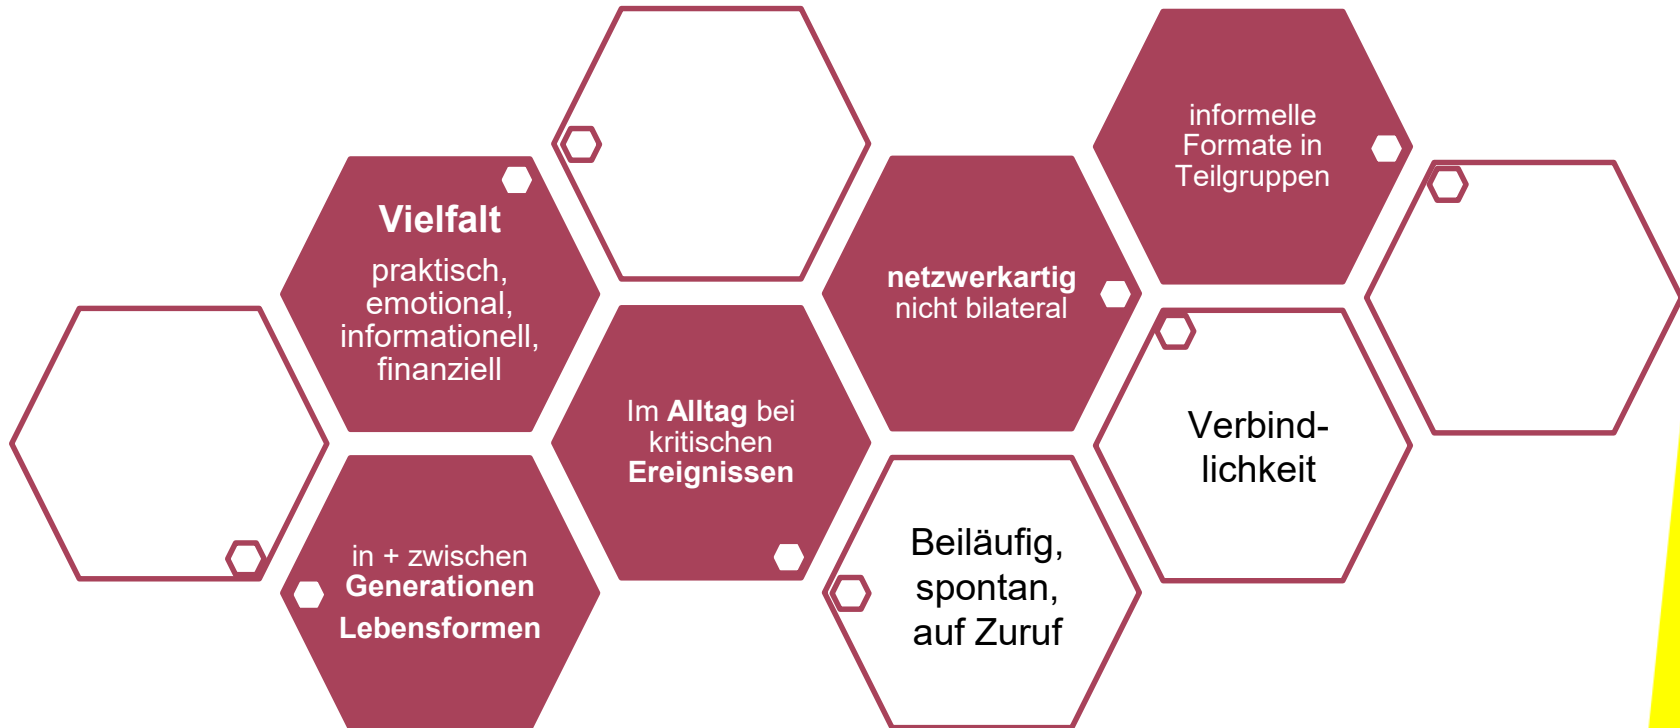 Vielfalt
praktisch,
emotional,
informationell,
finanziell
in + zwischen
Generationen
Lebensformen
Im Alltag bei
kritischen
Ereignissen
netzwerkartig
nicht bilateral
Beiläufig,
spontan,
auf Zuruf
informelle
Formate in
Teilgruppen
Verbind-
lichkeit